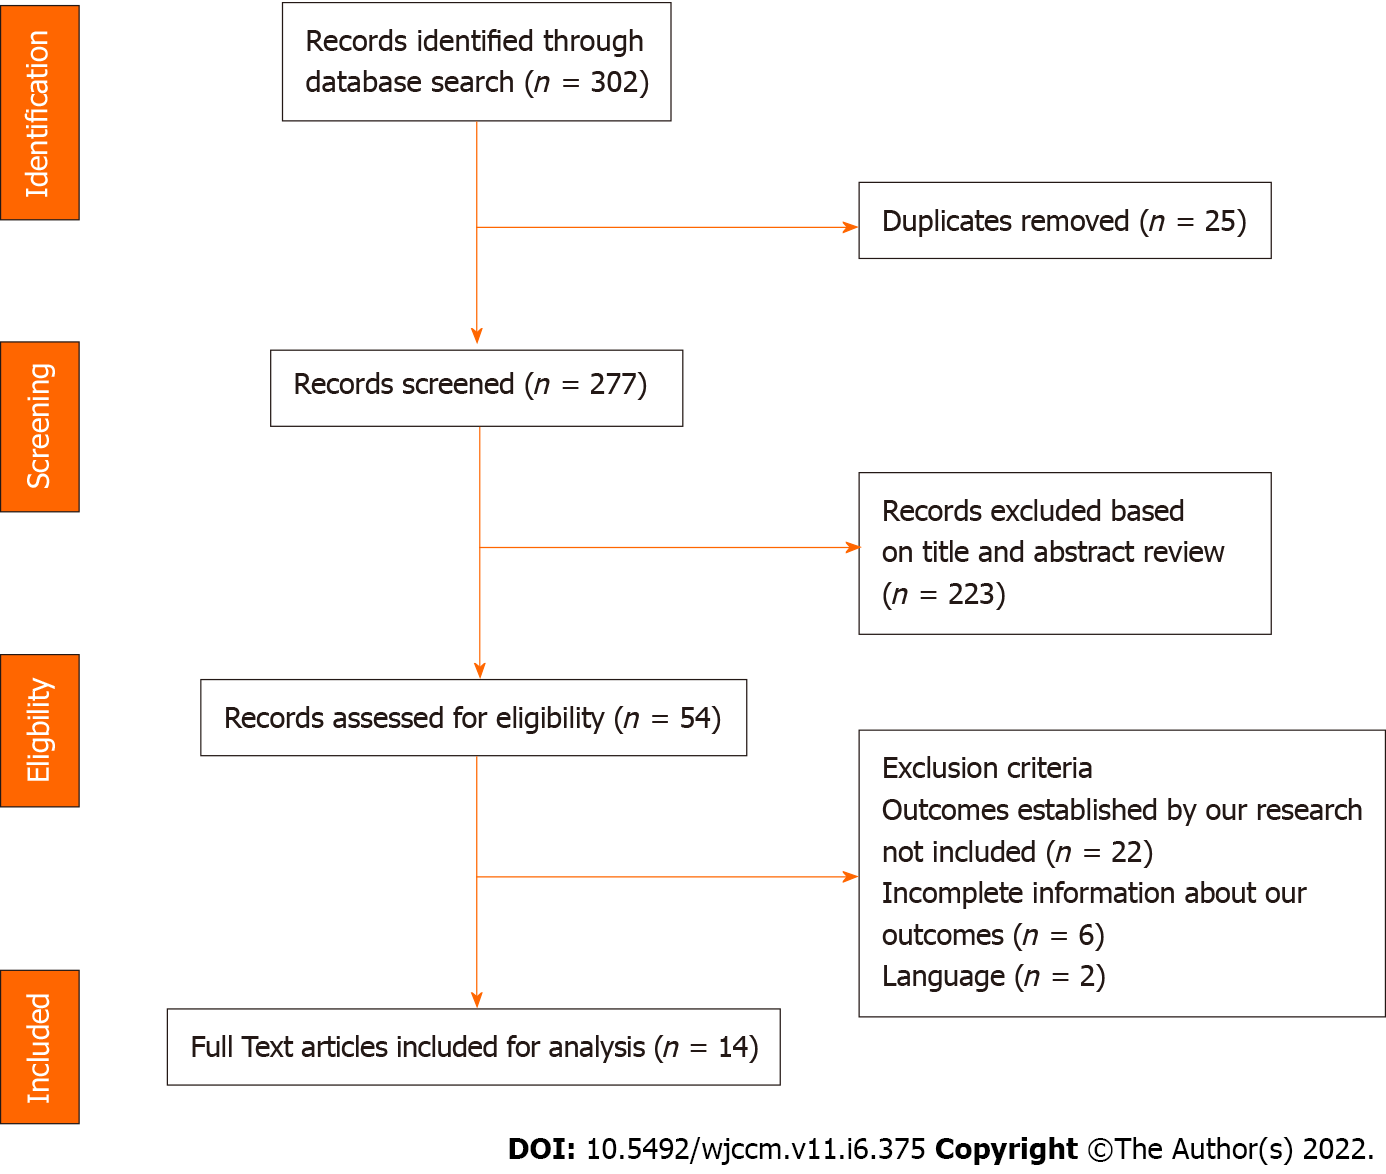 Identification
Records identified through
database search (n = 302)
Duplicates removed (n = 25)
Screening
Records screened (n = 277)
Records excluded based
on title and abstract review
(n = 223)
Eligbility
Records assessed for eligibility (n = 54)
Exclusion criteria
Outcomes established by our research
not included (n = 22)
Incomplete information about our
outcomes (n = 6)
Language (n = 2)
Included
Full Text articles included for analysis (n = 14)
DOI: 10.5492/wjccm.v11.i6.375 Copyright ©The Author(s) 2022.